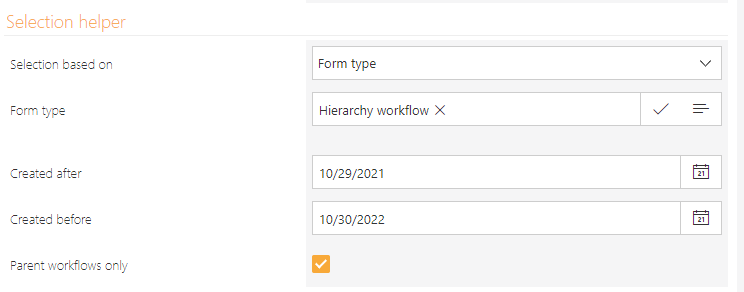 Selection helper
Selection based on
Form type
Form type
Hierarchy workflow
Created after
10/29/2021
21
Created before
10/30/2022
21
Parent workflows only